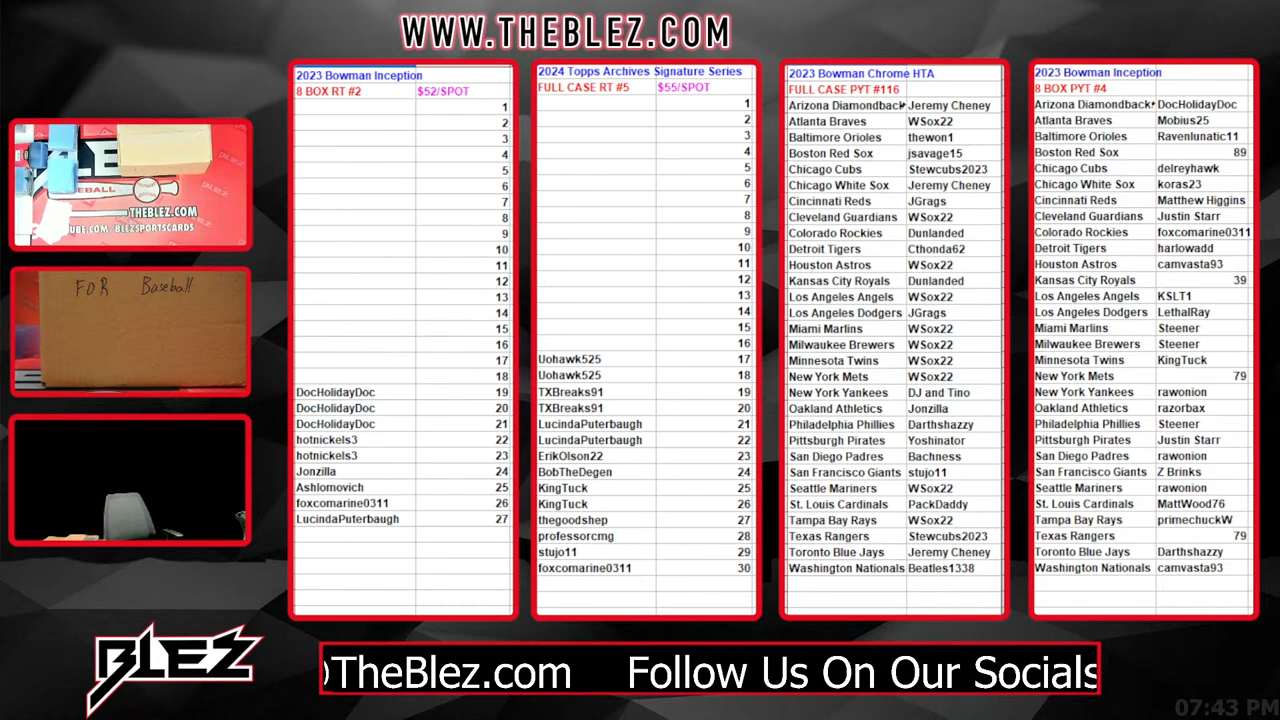 WWW.THEBLEZ.COM
BASEBALL
THEBLEZ.COM
UBE.COM/BLEZSPORTSCARDS
FOR Baseball
2023 Bowman Inception
8 BOX RT #2 $52/SPOT
1
2
3
4
5
6
7
8
9
10
11
12
13
14
15
16
17
18
DocHolidayDoc 19
DocHolidayDoc 20
DocHolidayDoc 21
hotnickels3 22
hotnickels3 23
Jonzilla 24
Ashlomovich 25
foxcomarine0311 26
LucindaPuterbaugh 27
2024 Topps Archives Signature Series
FULL CASE RT #5 $55/SPOT
1
2
3
4
5
6
7
8
9
10
11
12
13
14
15
16
Uohawk525 17
Uohawk525 18
TXBreaks91 19
TXBreaks91 20
LucindaPuterbaugh 21
LucindaPuterbaugh 22
ErikOlson22 23
BobTheDegen 24
KingTuck 25
KingTuck 26
thegoodshep 27
professorcmg 28
stujo11 29
foxcomarine0311 30
2023 Bowman Chrome HTA
FULL CASE PYT #116
Arizona Diamondback Jeremy Cheney
Atlanta Braves WSox22
Baltimore Orioles thewon1
Boston Red Sox jsavage15
Chicago Cubs Stewcubs2023
Chicago White Sox Jeremy Cheney
Cincinnati Reds JGrags
Cleveland Guardians WSox22
Colorado Rockies Dunlanded
Detroit Tigers Cthonda62
Houston Astros WSox22
Kansas City Royals Dunlanded
Los Angeles Angels WSox22
Los Angeles Dodgers JGrags
Miami Marlins WSox22
Milwaukee Brewers WSox22
Minnesota Twins WSox22
New York Mets WSox22
New York Yankees DJ and Tino
Oakland Athletics Jonzilla
Philadelphia Phillies Darthshazzy
Pittsburgh Pirates Yoshinator
San Diego Padres Bachness
San Francisco Giants stujo11
Seattle Mariners WSox22
St. Louis Cardinals PackDaddy
Tampa Bay Rays WSox22
Texas Rangers Stewcubs2023
Toronto Blue Jays Jeremy Cheney
Washington Nationals Beatles1338
2023 Bowman Inception
8 BOX PYT #4
Arizona Diamondback DocHolidayDoc
Atlanta Braves Mobius25
Baltimore Orioles Ravenlunatic11
Boston Red Sox 89
Chicago Cubs delreyhawk
Chicago White Sox koras23
Cincinnati Reds Matthew Higgins
Cleveland Guardians Justin Starr
Colorado Rockies foxcomarine0311
Detroit Tigers harlowadd
Houston Astros camvasta93
Kansas City Royals 39
Los Angeles Angels KSLT1
Los Angeles Dodgers LethalRay
Miami Marlins Steener
Milwaukee Brewers Steener
Minnesota Twins KingTuck
New York Mets 79
New York Yankees rawonion
Oakland Athletics razorbax
Philadelphia Phillies Steener
Pittsburgh Pirates Justin Starr
San Diego Padres rawonion
San Francisco Giants Z Brinks
Seattle Mariners rawonion
St. Louis Cardinals MattWood76
Tampa Bay Rays primechuckW
Texas Rangers 79
Toronto Blue Jays Darthshazzy
Washington Nationals camvasta93
BLEZ
TheBlez.com Follow Us On Our Socials
07:43 PM